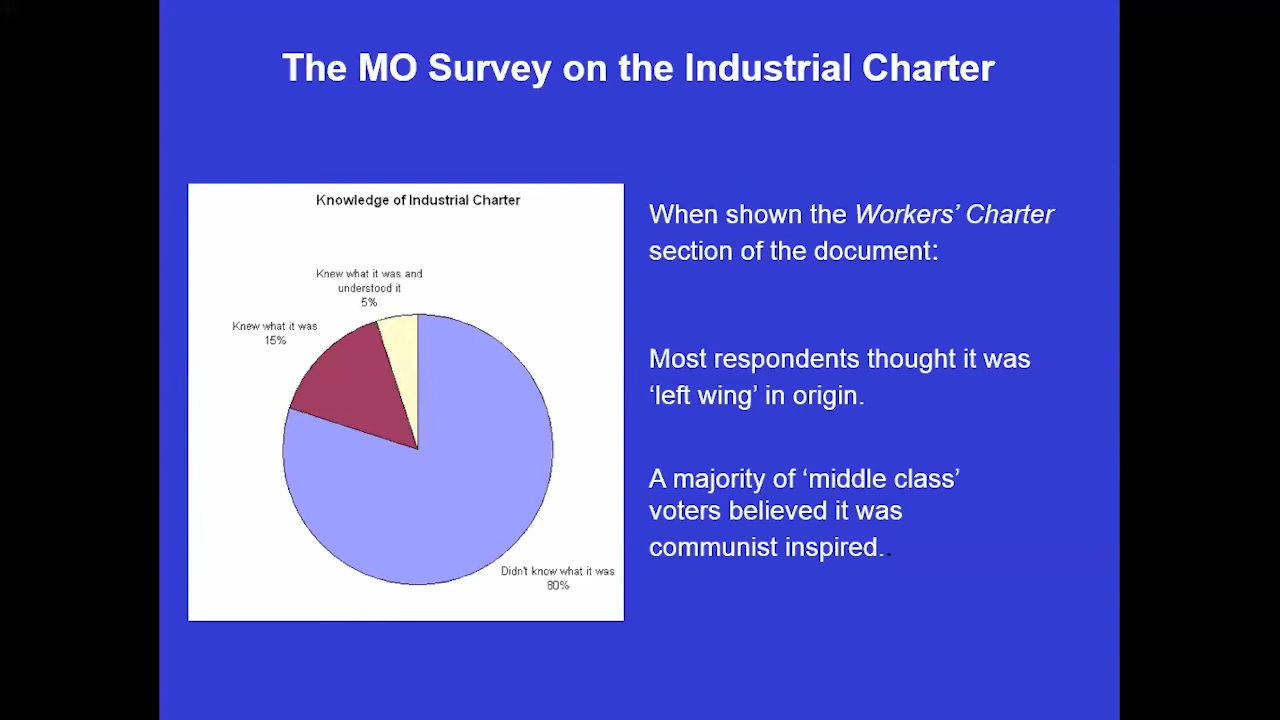 The MO Survey on the Industrial Charter
Knowledge of Industrial Charter
Knew what it was and
understood it
5%
Knew what it was
15%
Didn't know what it was
80%
When shown the Workers’ Charter
section of the document:
Most respondents thought it was
‘left wing’ in origin.
A majority of ‘middle class’
voters believed it was
communist inspired..